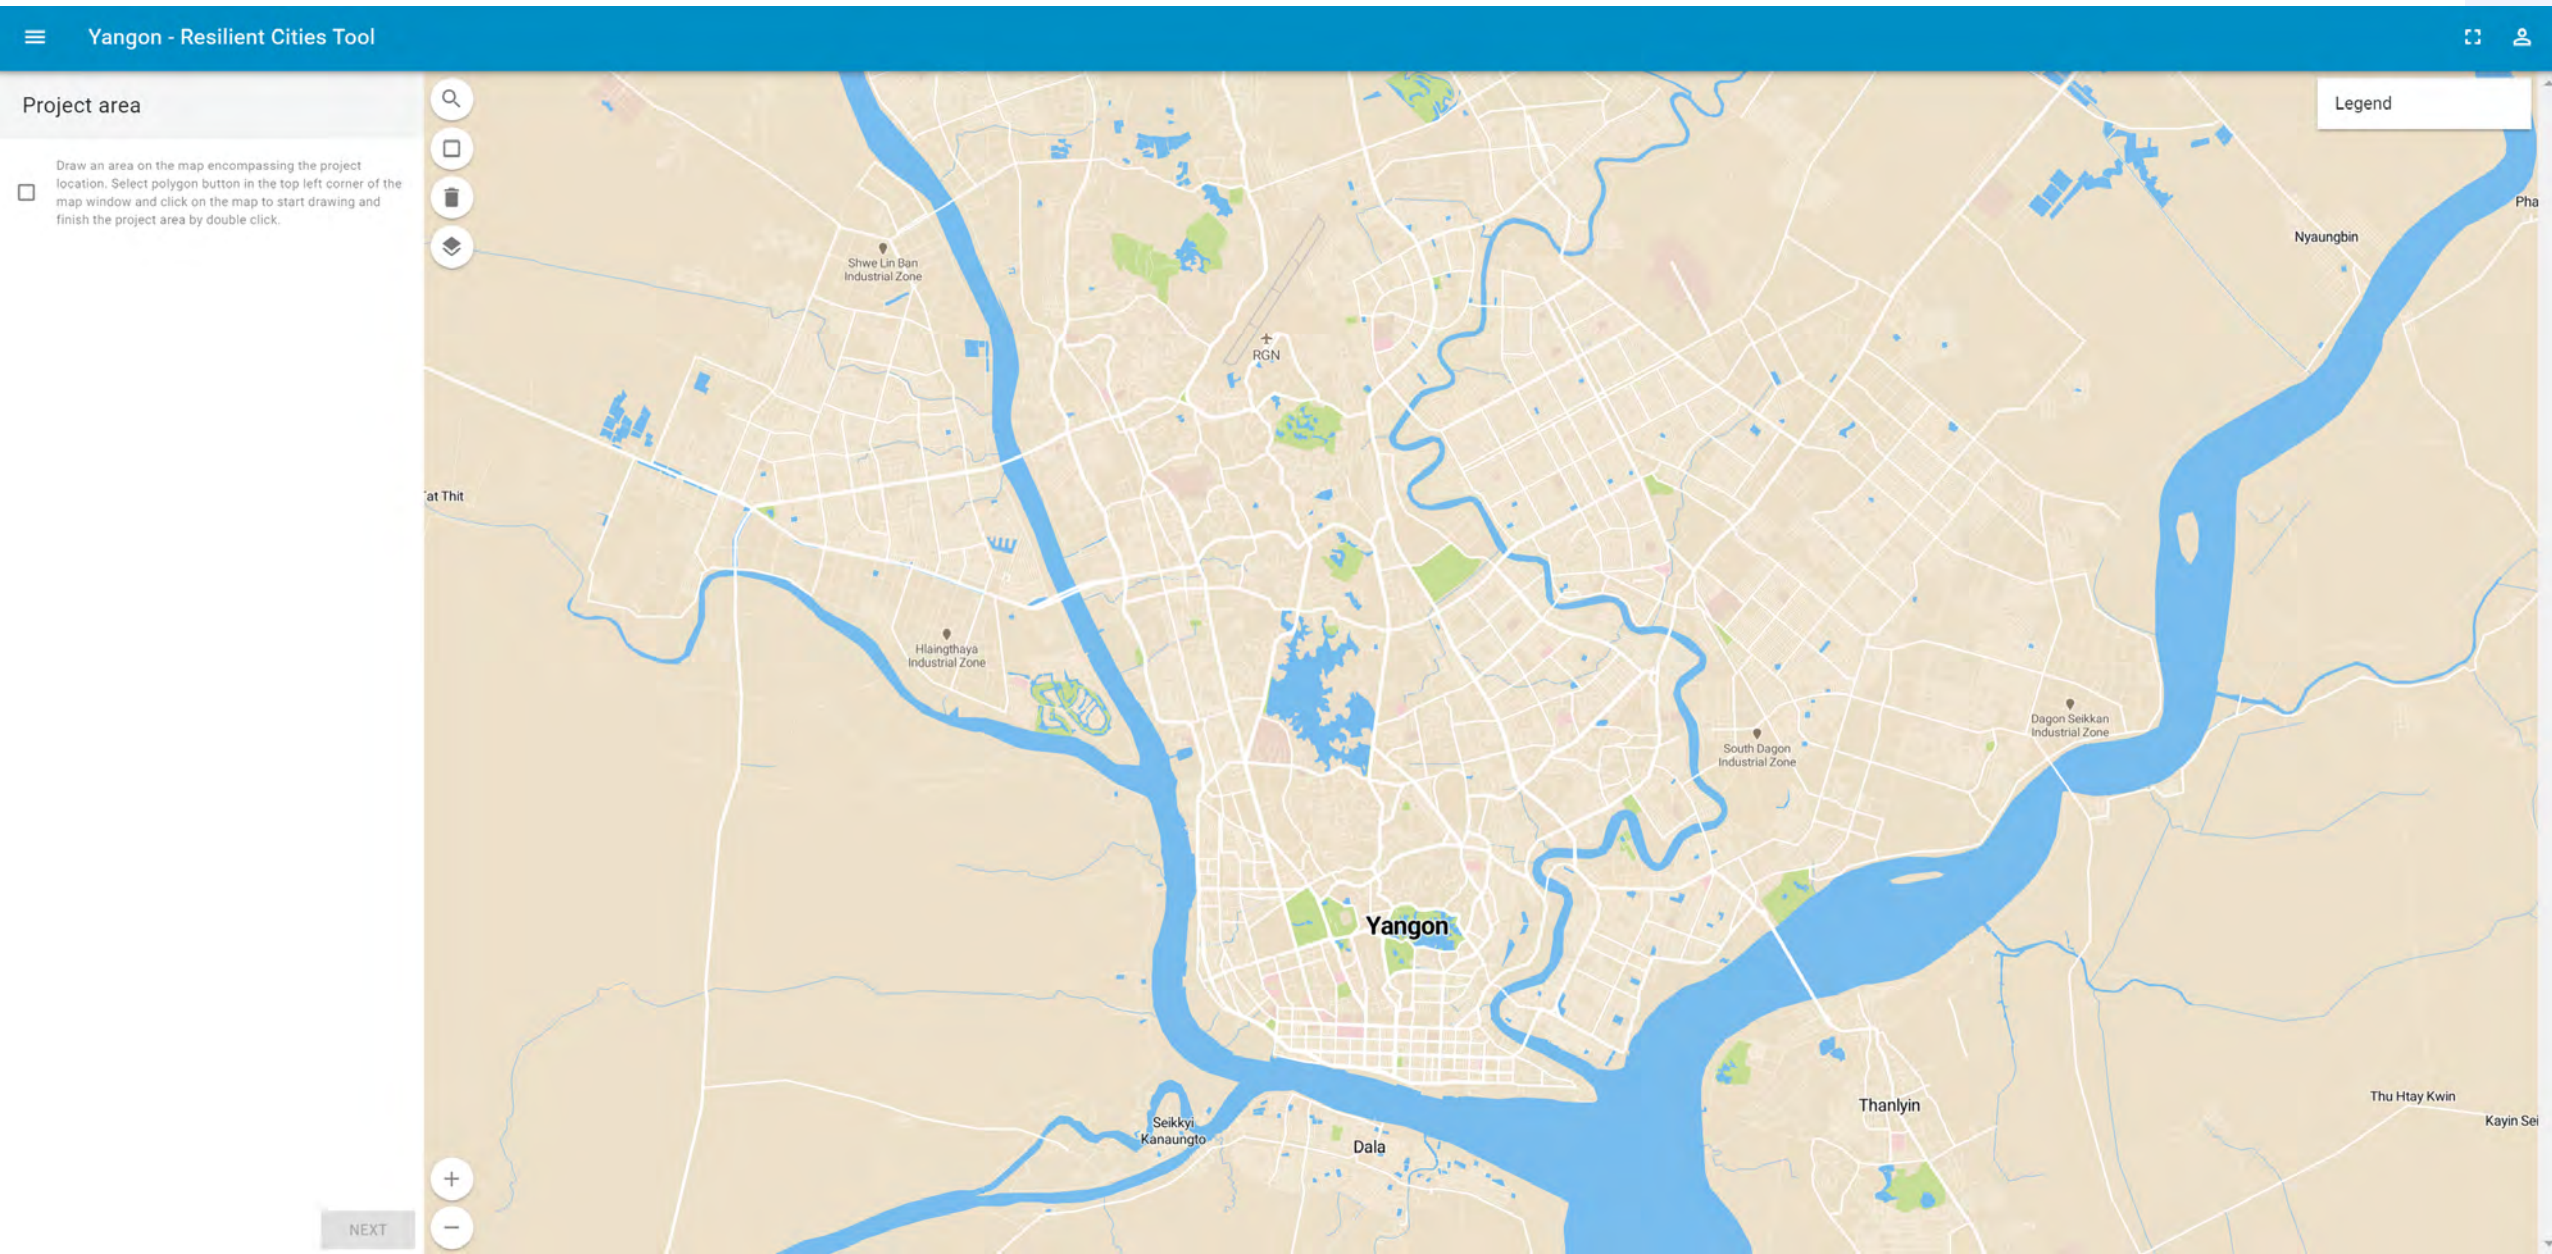 Yangon - Resilient Cities Tool
Project area
Draw an area on the map encompassing the project
location. Select polygon button in the top left corner of the
map window and click on the map to start drawing and
finish the project area by double click.
NEXT
Legend
Pha
Nyaungbin
Shwe Lin Ban
Industrial Zone
RGN
at Thit
Hlaingthaya
Industrial Zone
Dagon Seikkan
Industrial Zone
South Dagon
Industrial Zone
Yangon
Thu Htay Kwin
Thanlyin
Kayin Sei
Seikkyi
Kanaungto
Dala